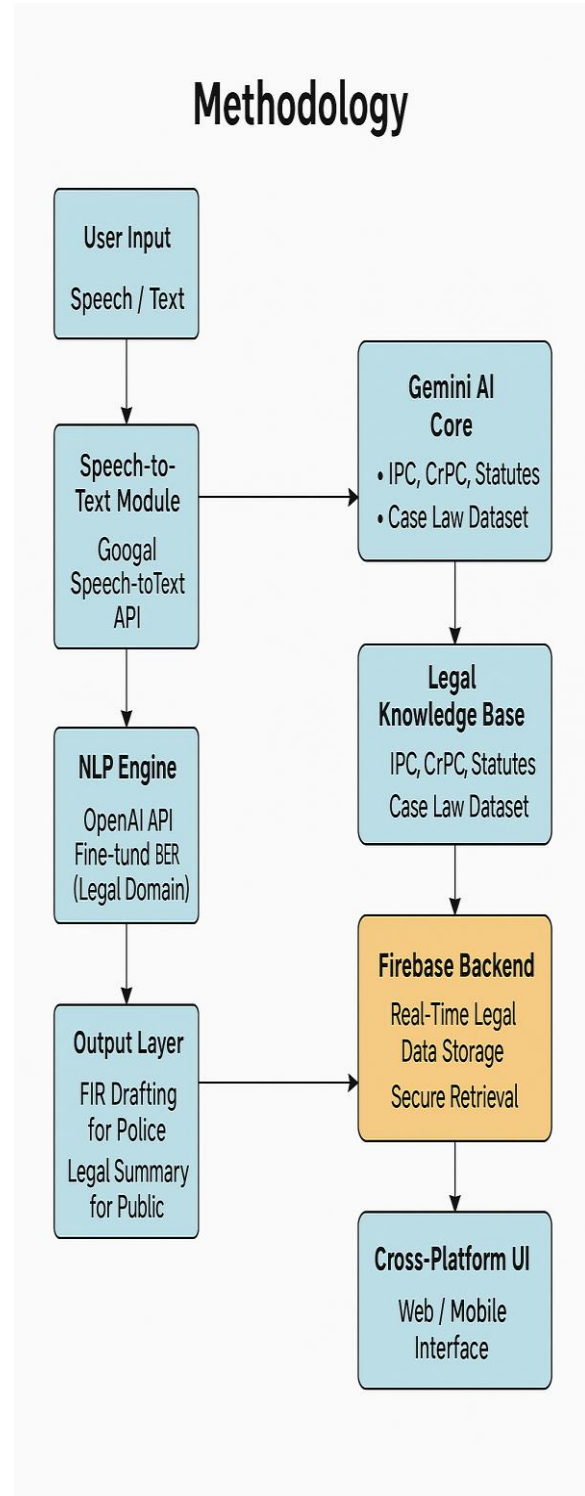 Methodology
User Input
Speech / Text
Speech-to-
Text Module
Googal
Speech-toText
API
NLP Engine
OpenAI API
Fine-tund BER
(Legal Domain)
Output Layer
FIR Drafting
for Police
Legal Summary
for Public
Gemini AI
Core
• IPC, CrPC, Statutes
• Case Law Dataset
Legal
Knowledge Base
IPC, CrPC, Statutes
Case Law Dataset
Firebase Backend
Real-Time Legal
Data Storage
Secure Retrieval
Cross-Platform UI
Web / Mobile
Interface